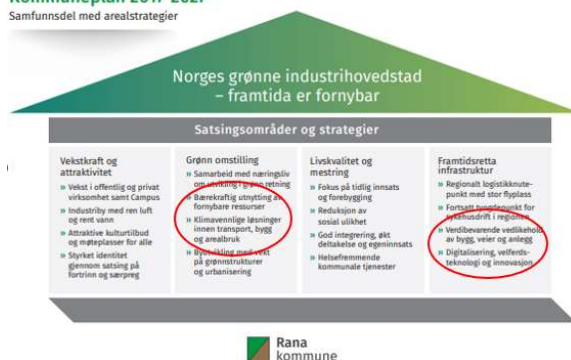 Kommuneplan 2017-2027
Samfunnsdel med arealstrategier
Norges grønne industrihovedstad
– framtida er fornybar
Satsingsområder og strategier
Vekstkraft og
attraktivitet
» Vekst i offentlig og privat
virksomhet samt Campus
» Industriby med ren luft
og rent vann
» Attraktive kulturtilbud
og møteplasser for alle
» Styrket identitet
gjennom satsing på
fortrinn og særpreg
Grønn omstilling
» Samarbeid med næringsliv
om utvikling i grønn retning
» Bærekraftig utnytting av
fornybare ressurser
» Klimavennlige løsninger
innen transport, bygg
og arealbruk
» Byutvikling med vekt
på grønnstrukturer
og urbanisering
Livskvalitet og
mestring
» Fokus på tidlig innsats
og forebygging
» Reduksjon av
sosial ulikhet
» God integrering, økt
deltakelse og egeninnsats
» Helsefremmende
kommunale tjenester
Framtidsretta
infrastruktur
» Regionalt logistikknute-
punkt med stor flyplass
» Fortsatt tyngdepunkt for
sykehusdrift i regionen
» Verdibevarende vedlikehold
av bygg, veier og anlegg
» Digitalisering, velferds-
teknologi og innovasjon
Rana
kommune